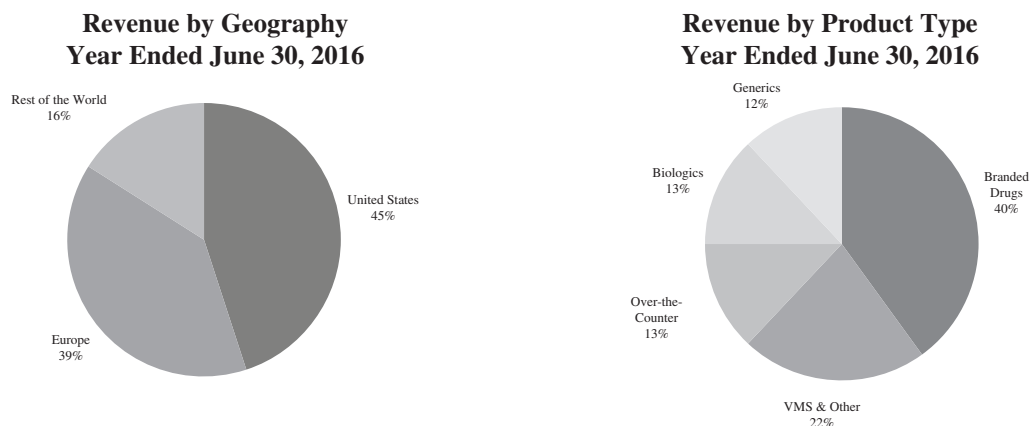 Revenue by Geography
Year Ended June 30, 2016
Rest of the World
16%
United States
45%
Europe
39%
Revenue by Product Type
Year Ended June 30, 2016
Generics
12%
Biologics
13%
Branded
Drugs
40%
Over-the-
Counter
13%
VMS & Other
22%